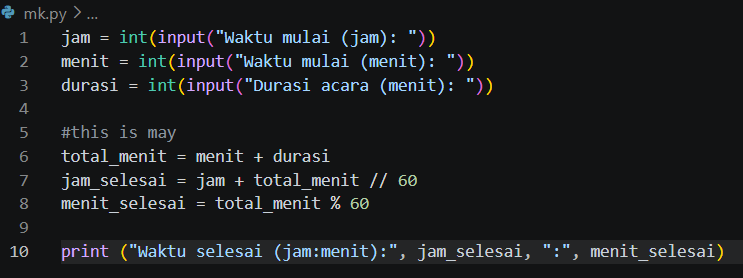 mk.py > ...
1 jam = int(input("Waktu mulai (jam): "))
2 menit = int(input("Waktu mulai (menit): "))
3 durasi = int(input("Durasi acara (menit): "))
4
5 #this is may
6 total_menit = menit + durasi
7 jam_selesai = jam + total_menit // 60
8 menit_selesai = total_menit % 60
9
10 print ("Waktu selesai (jam:menit):", jam_selesai, ":", menit_selesai)